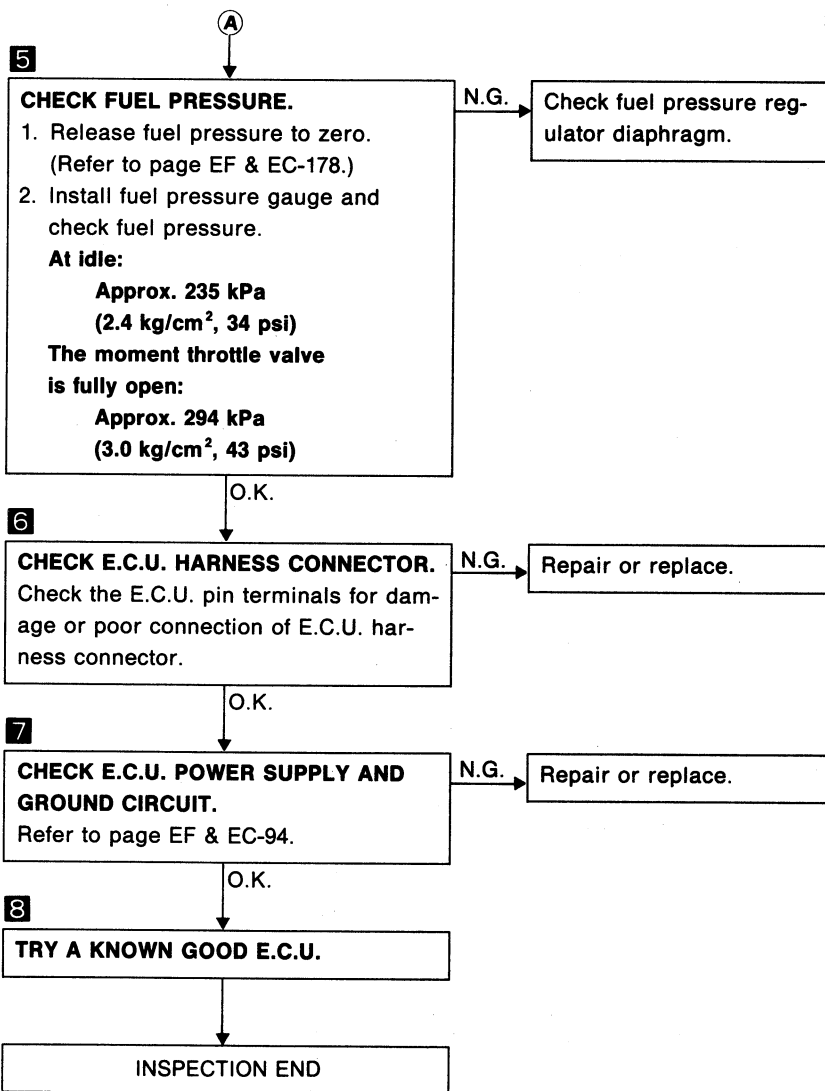 A
5
CHECK FUEL PRESSURE.
1. Release fuel pressure to zero.
(Refer to page EF & EC-178.)
2. Install fuel pressure gauge and
check fuel pressure.
At idle:
Approx. 235 kPa
(2.4 kg/cm², 34 psi)
The moment throttle valve
is fully open:
Approx. 294 kPa
(3.0 kg/cm², 43 psi)
N.G.
Check fuel pressure reg-
ulator diaphragm.
O.K.
6
CHECK E.C.U. HARNESS CONNECTOR.
Check the E.C.U. pin terminals for dam-
age or poor connection of E.C.U. har-
ness connector.
N.G.
Repair or replace.
O.K.
7
CHECK E.C.U. POWER SUPPLY AND
GROUND CIRCUIT.
Refer to page EF & EC-94.
N.G.
Repair or replace.
O.K.
8
TRY A KNOWN GOOD E.C.U.
INSPECTION END